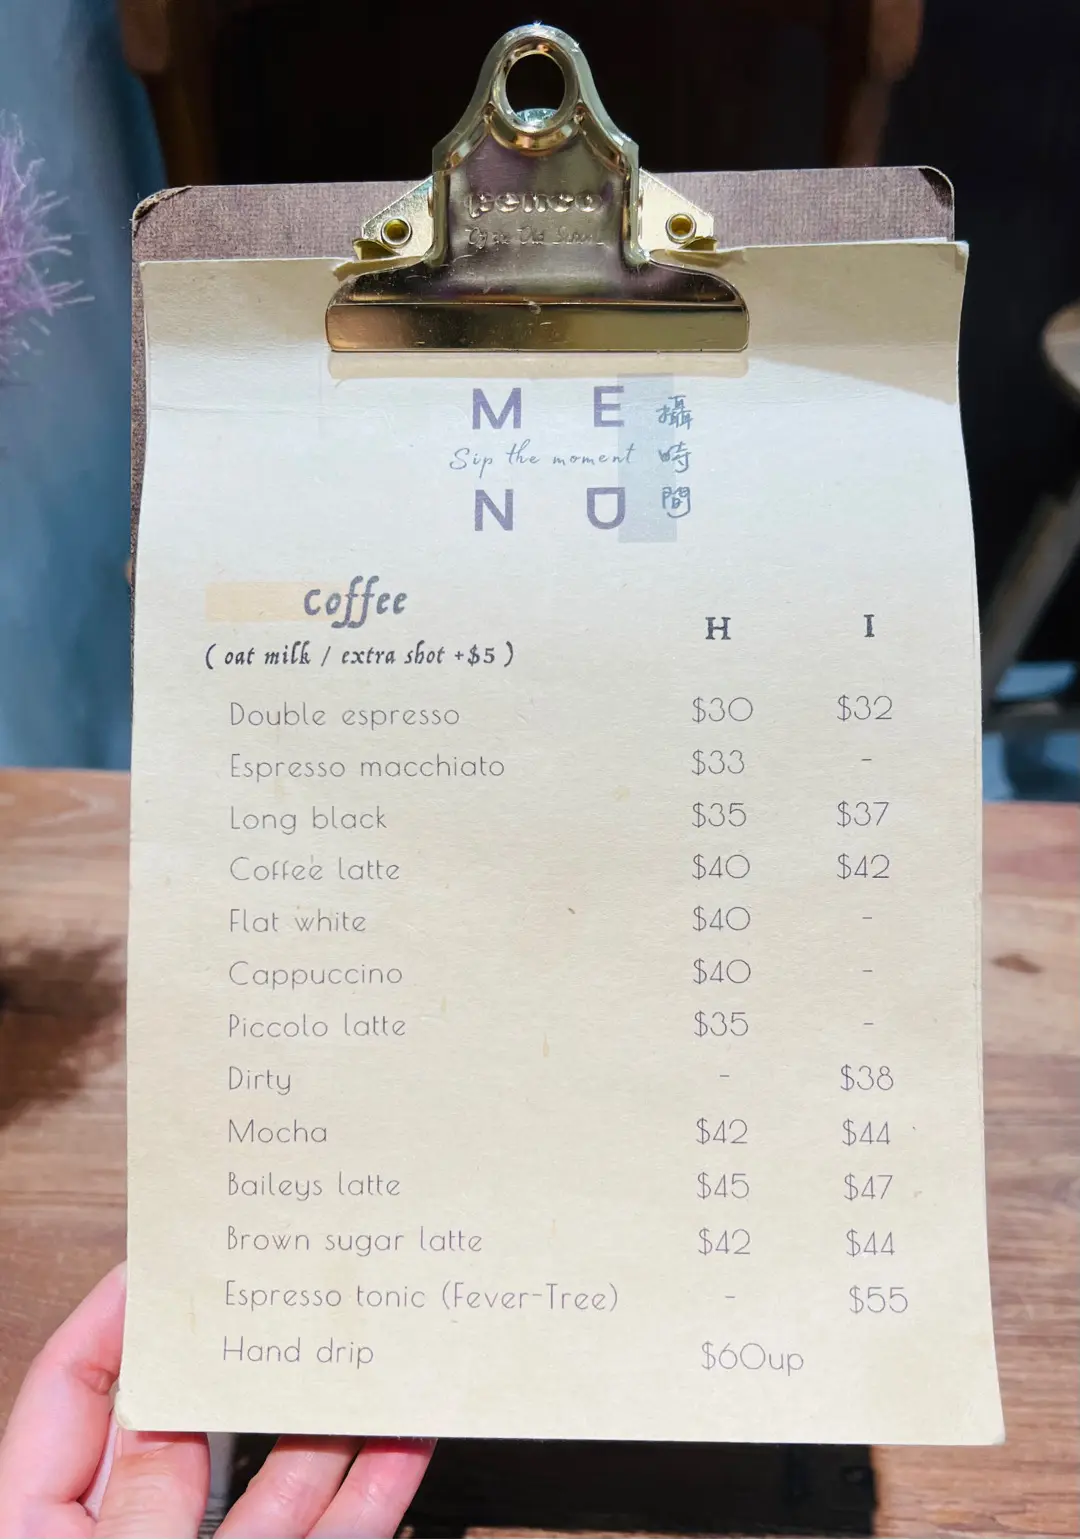 penco
M E
Sip the moment
N U
攝時間
Coffee
H I
( oat milk / extra shot +$5 )
Double espresso $30 $32
Espresso macchiato $33 -
Long black $35 $37
Coffee latte $40 $42
Flat white $40 -
Cappuccino $40 -
Piccolo latte $35 -
Dirty - $38
Mocha $42 $44
Baileys latte $45 $47
Brown sugar latte $42 $44
Espresso tonic (Fever-Tree) - $55
Hand drip $60up